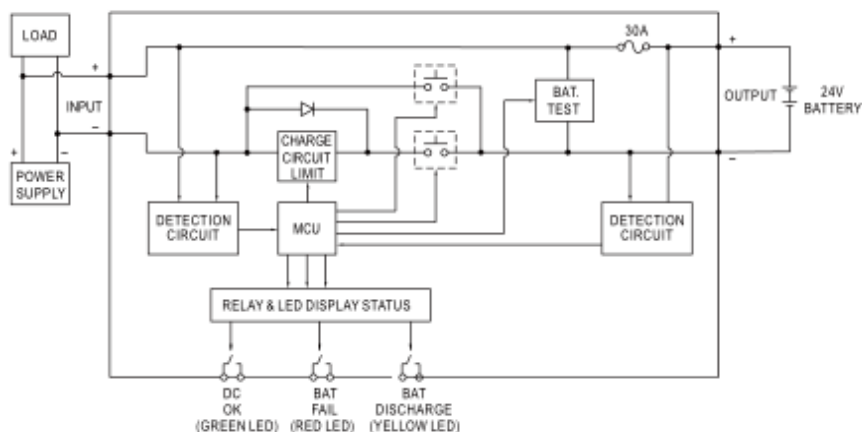 LOAD
30A
+
+
INPUT
BAT.
TEST
OUTPUT
24V
BATTERY
−
−
+
−
POWER
SUPPLY
CHARGE
CIRCUIT
LIMIT
DETECTION
CIRCUIT
MCU
DETECTION
CIRCUIT
RELAY & LED DISPLAY STATUS
DC
OK
(GREEN LED)
BAT
FAIL
(RED LED)
BAT
DISCHARGE
(YELLOW LED)